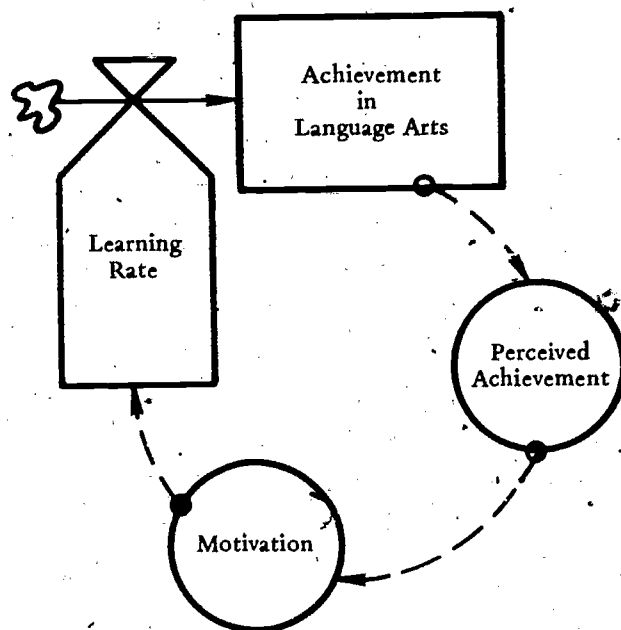 Achievement
in
Language Arts
Learning
Rate
Perceived
Achievement
Motivation